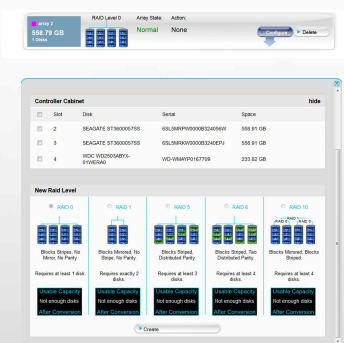 array 2
558.79 GB
1 Disks
RAID Level 0
Array State:
Action:
Normal
None
Configure
Delete
Controller Cabinet
hide
Slot
Disk
Serial
Space
2
SEAGATE ST3600057SS
6SL5MRPW0000B324056W
558.91 GB
3
SEAGATE ST3600057SS
558.91 GB
4
WDC WD2503ABYX-
01WERA0
WD-WMAYP0167709
233.82 GB
New Raid Level
RAID 0
RAID 1
RAID 5
RAID 6
RAID 10
Blocks Stripes, No
Mirror, No Parity.
Blocks Mirrored, No
Stripe, No Parity.
Blocks Striped,
Distributed Parity.
Blocks Striped, Two
Distributed Parity.
Blocks Mirrored, Blocks
Striped.
Requires at least 1 disk.
Requires exactly 2
disks.
Requires at least 3
disks.
Requires at least 4
disks.
Requires at least 4
disks.
Usable Capacity
Not enough disks
After Conversion
Usable Capacity
Not enough disks
After Conversion
Usable Capacity
Not enough disks
After Conversion
Usable Capacity
Not enough disks
After Conversion
Usable Capacity
Not enough disks
After Conversion
Create